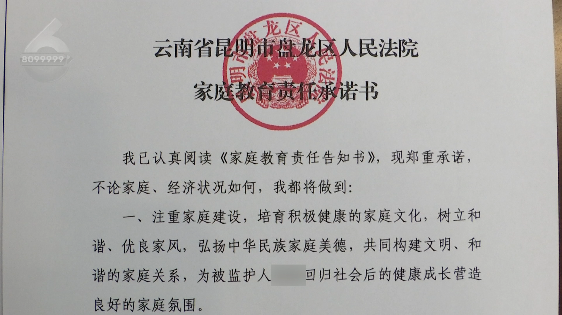 8099999
云南省昆明市盘龙区人民法院
家庭教育责任承诺书
我已认真阅读《家庭教育责任告知书》，现郑重承诺，
不论家庭、经济状况如何，我都将做到：
一、注重家庭建设，培育积极健康的家庭文化，树立和
谐、优良家风，弘扬中华民族家庭美德，共同构建文明、和
谐的家庭关系，为被监护人 回归社会后的健康成长营造
良好的家庭氛围。